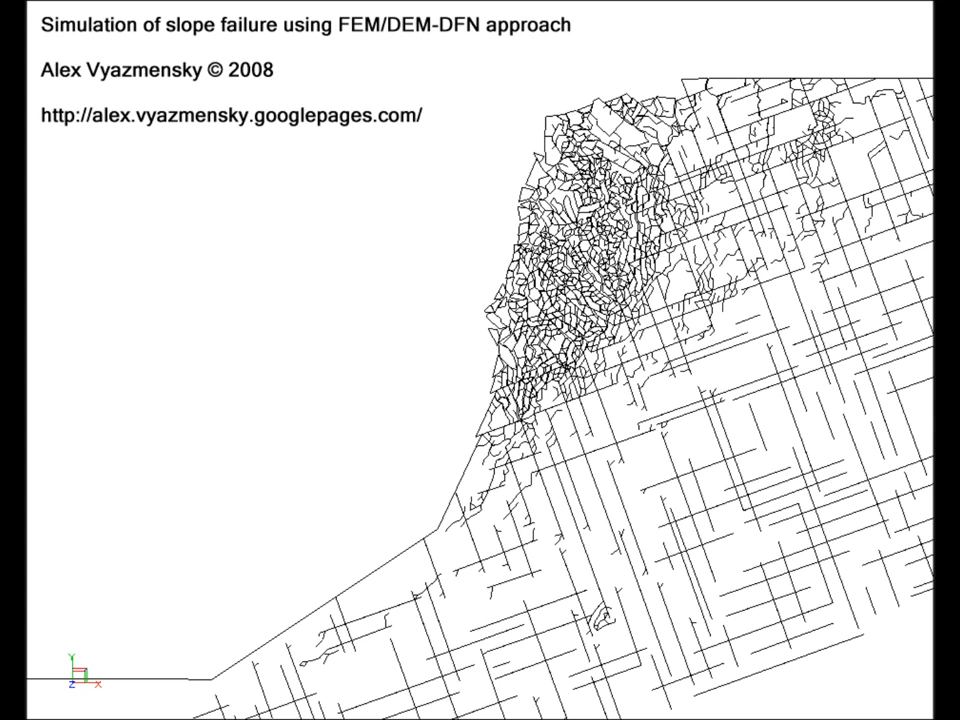 Simulation of slope failure using FEM/DEM-DFN approach
Alex Vyazmensky © 2008
http://alex.vyazmensky.googlepages.com/
Y
Z X